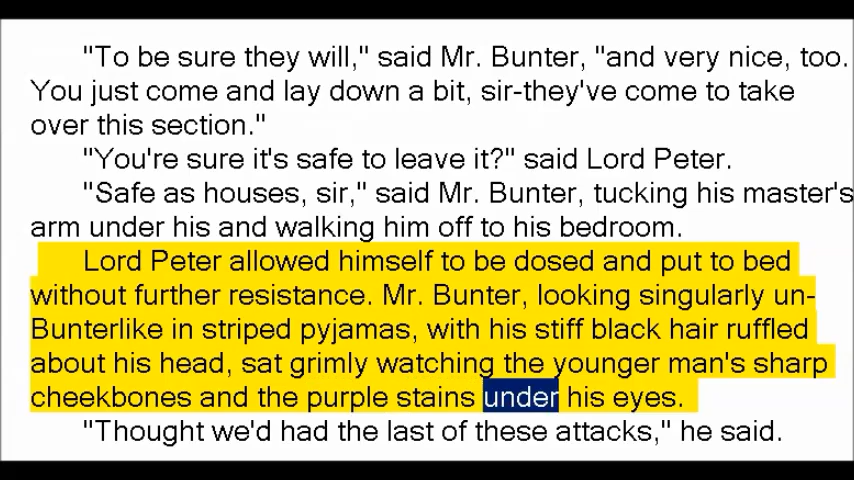 "To be sure they will," said Mr. Bunter, "and very nice, too.
You just come and lay down a bit, sir-they've come to take
over this section."
"You're sure it's safe to leave it?" said Lord Peter.
"Safe as houses, sir," said Mr. Bunter, tucking his master's
arm under his and walking him off to his bedroom.
Lord Peter allowed himself to be dosed and put to bed
without further resistance. Mr. Bunter, looking singularly un-
Bunterlike in striped pyjamas, with his stiff black hair ruffled
about his head, sat grimly watching the younger man's sharp
cheekbones and the purple stains under his eyes.
"Thought we'd had the last of these attacks," he said.